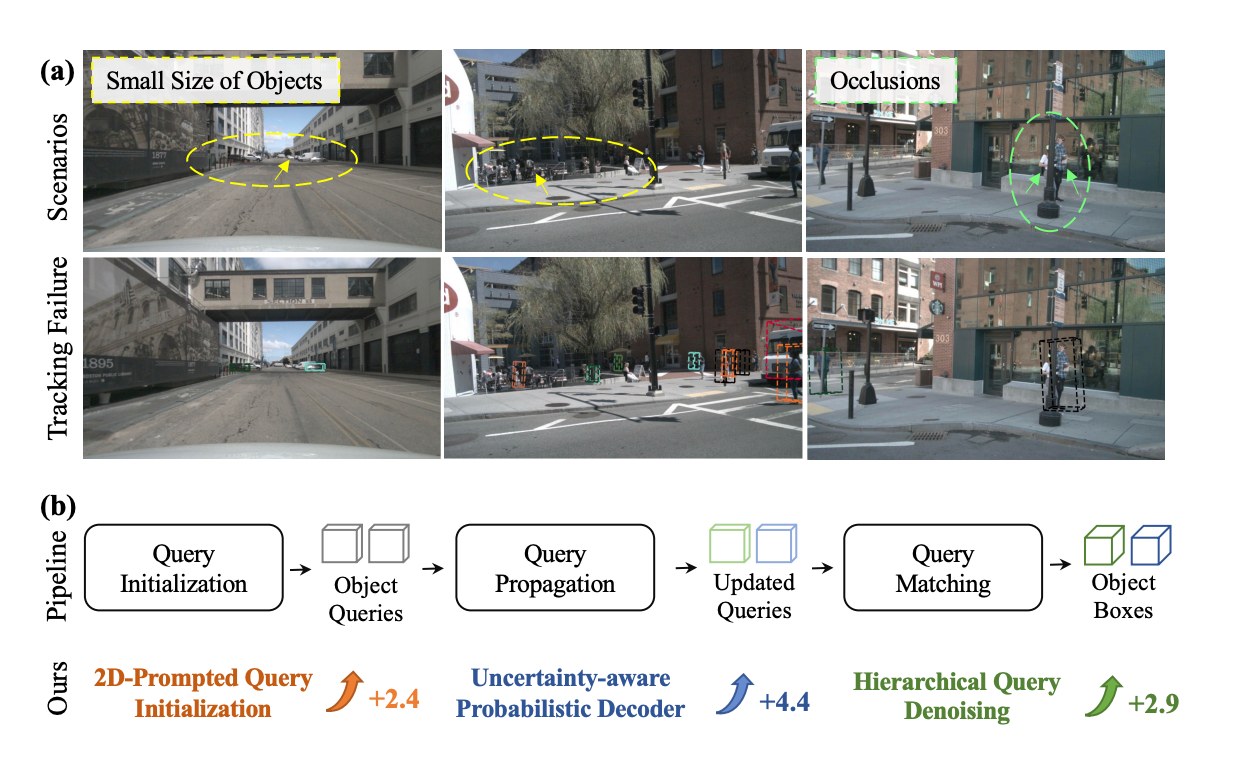 (a)
Small Size of Objects
Occlusions
Scenarios
1877
303
Tracking Failure
1895
SECTION
303
(b)
Pipeline
Query
Initialization
Object
Queries
Query
Propagation
Updated
Queries
Query
Matching
Object
Boxes
Ours
2D-Prompted Query
Initialization
+2.4
Uncertainty-aware
Probabilistic Decoder
+4.4
Hierarchical Query
Denoising
+2.9